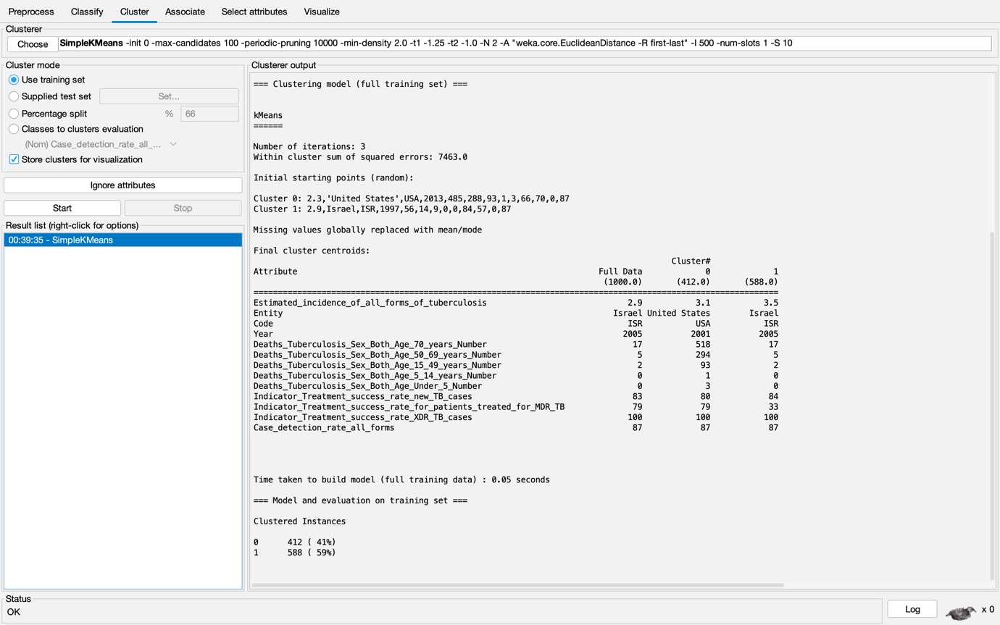 Preprocess Classify Cluster Associate Select attributes Visualize
Clusterer
Choose SimpleKMeans -init 0 -max-candidates 100 -periodic-pruning 10000 -min-density 2.0 -t1 -1.25 -t2 -1.0 -N 2 -A "weka.core.EuclideanDistance -R first-last" -I 500 -num-slots 1 -S 10
Cluster mode
Use training set
Supplied test set Set...
Percentage split % 66
Classes to clusters evaluation
(Nom) Case_detection_rate_all_...
Store clusters for visualization
Ignore attributes
Start Stop
Result list (right-click for options)
00:39:35 - SimpleKMeans
Clusterer output
=== Clustering model (full training set) ===
kMeans
======
Number of iterations: 3
Within cluster sum of squared errors: 7463.0
Initial starting points (random):
Cluster 0: 2.3,'United States',USA,2013,485,288,93,1,3,66,70,0,87
Cluster 1: 2.9,Israel,ISR,1997,56,14,9,0,0,84,57,0,87
Missing values globally replaced with mean/mode
Final cluster centroids:
Cluster#
Attribute Full Data 0 1
(1000.0) (412.0) (588.0)
==============================================================================================================
Estimated_incidence_of_all_forms_of_tuberculosis 2.9 3.1 3.5
Entity Israel United States Israel
Code ISR USA ISR
Year 2005 2001 2005
Deaths_Tuberculosis_Sex_Both_Age_70_years_Number 17 518 17
Deaths_Tuberculosis_Sex_Both_Age_50_69_years_Number 5 294 5
Deaths_Tuberculosis_Sex_Both_Age_15_49_years_Number 2 93 2
Deaths_Tuberculosis_Sex_Both_Age_5_14_years_Number 0 1 0
Deaths_Tuberculosis_Sex_Both_Age_Under_5_Number 0 3 0
Indicator_Treatment_success_rate_new_TB_cases 83 80 84
Indicator_Treatment_success_rate_for_patients_treated_for_MDR_TB 79 79 33
Indicator_Treatment_success_rate_XDR_TB_cases 100 100 100
Case_detection_rate_all_forms 87 87 87
Time taken to build model (full training data) : 0.05 seconds
=== Model and evaluation on training set ===
Clustered Instances
0 412 ( 41%)
1 588 ( 59%)
Status
OK
Log x 0